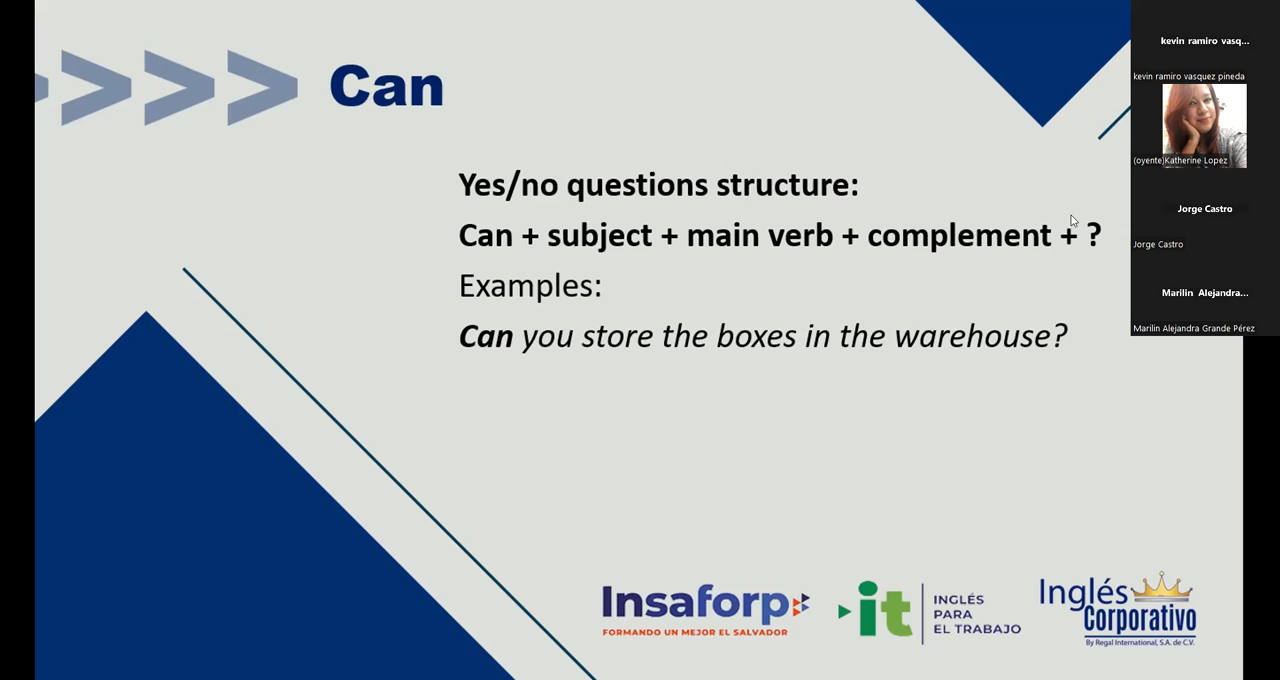 Can
Yes/no questions structure:
Can + subject + main verb + complement + ?
Examples:
Can you store the boxes in the warehouse?
kevin ramiro vasq...
kevin ramiro vasquez pineda
(oyente)Katherine Lopez
Jorge Castro
Jorge Castro
Marilin Alejandra...
Marilin Alejandra Grande Pérez
Insaforp
FORMANDO UN MEJOR EL SALVADOR
it
INGLÉS
PARA
EL TRABAJO
Inglés
Corporativo
By Regal International, S.A. de C.V.